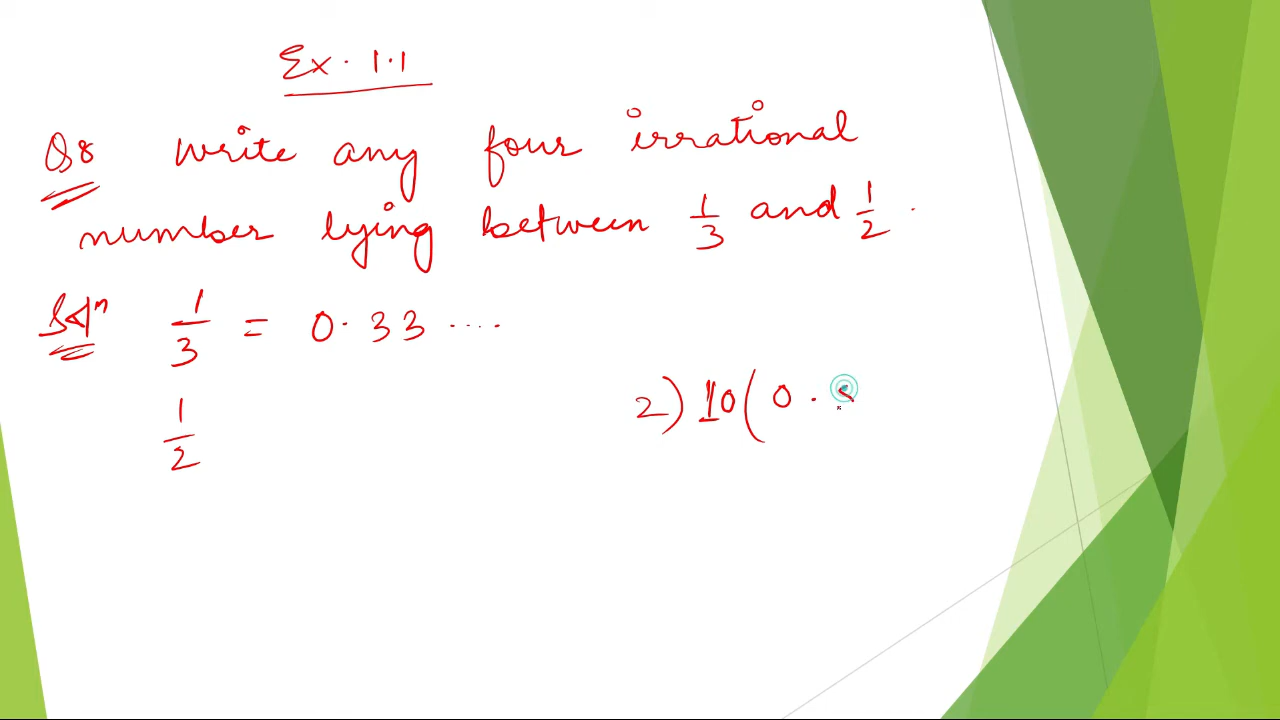 Ex. 1.1
Q8 Write any four irrational
number lying between 1/3 and 1/2.
Solⁿ 1/3 = 0.33....
1/2
2) 10 ( 0.